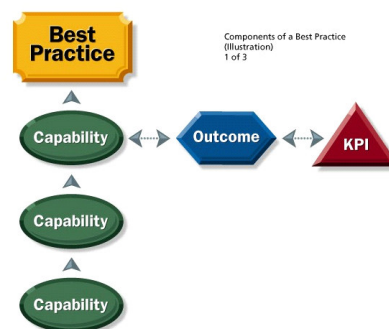 Best
Practice
Components of a Best Practice
(Illustration)
1 of 3
Capability
Outcome
KPI
Capability
Capability